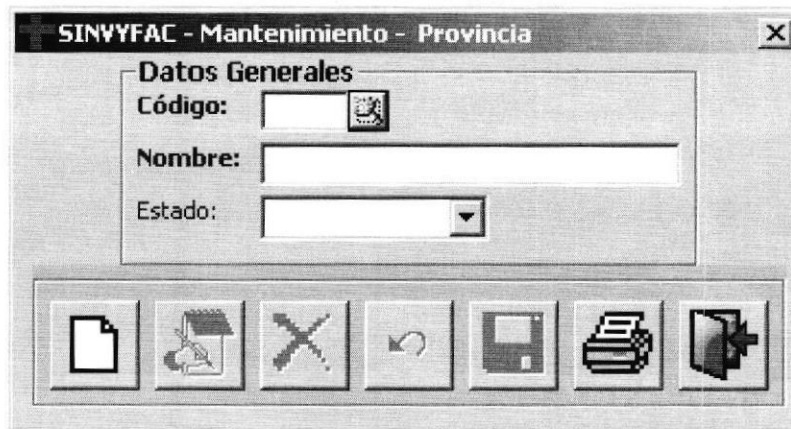 SINVYFAC - Mantenimiento - Provincia
Datos Generales
Código:
Nombre:
Estado: